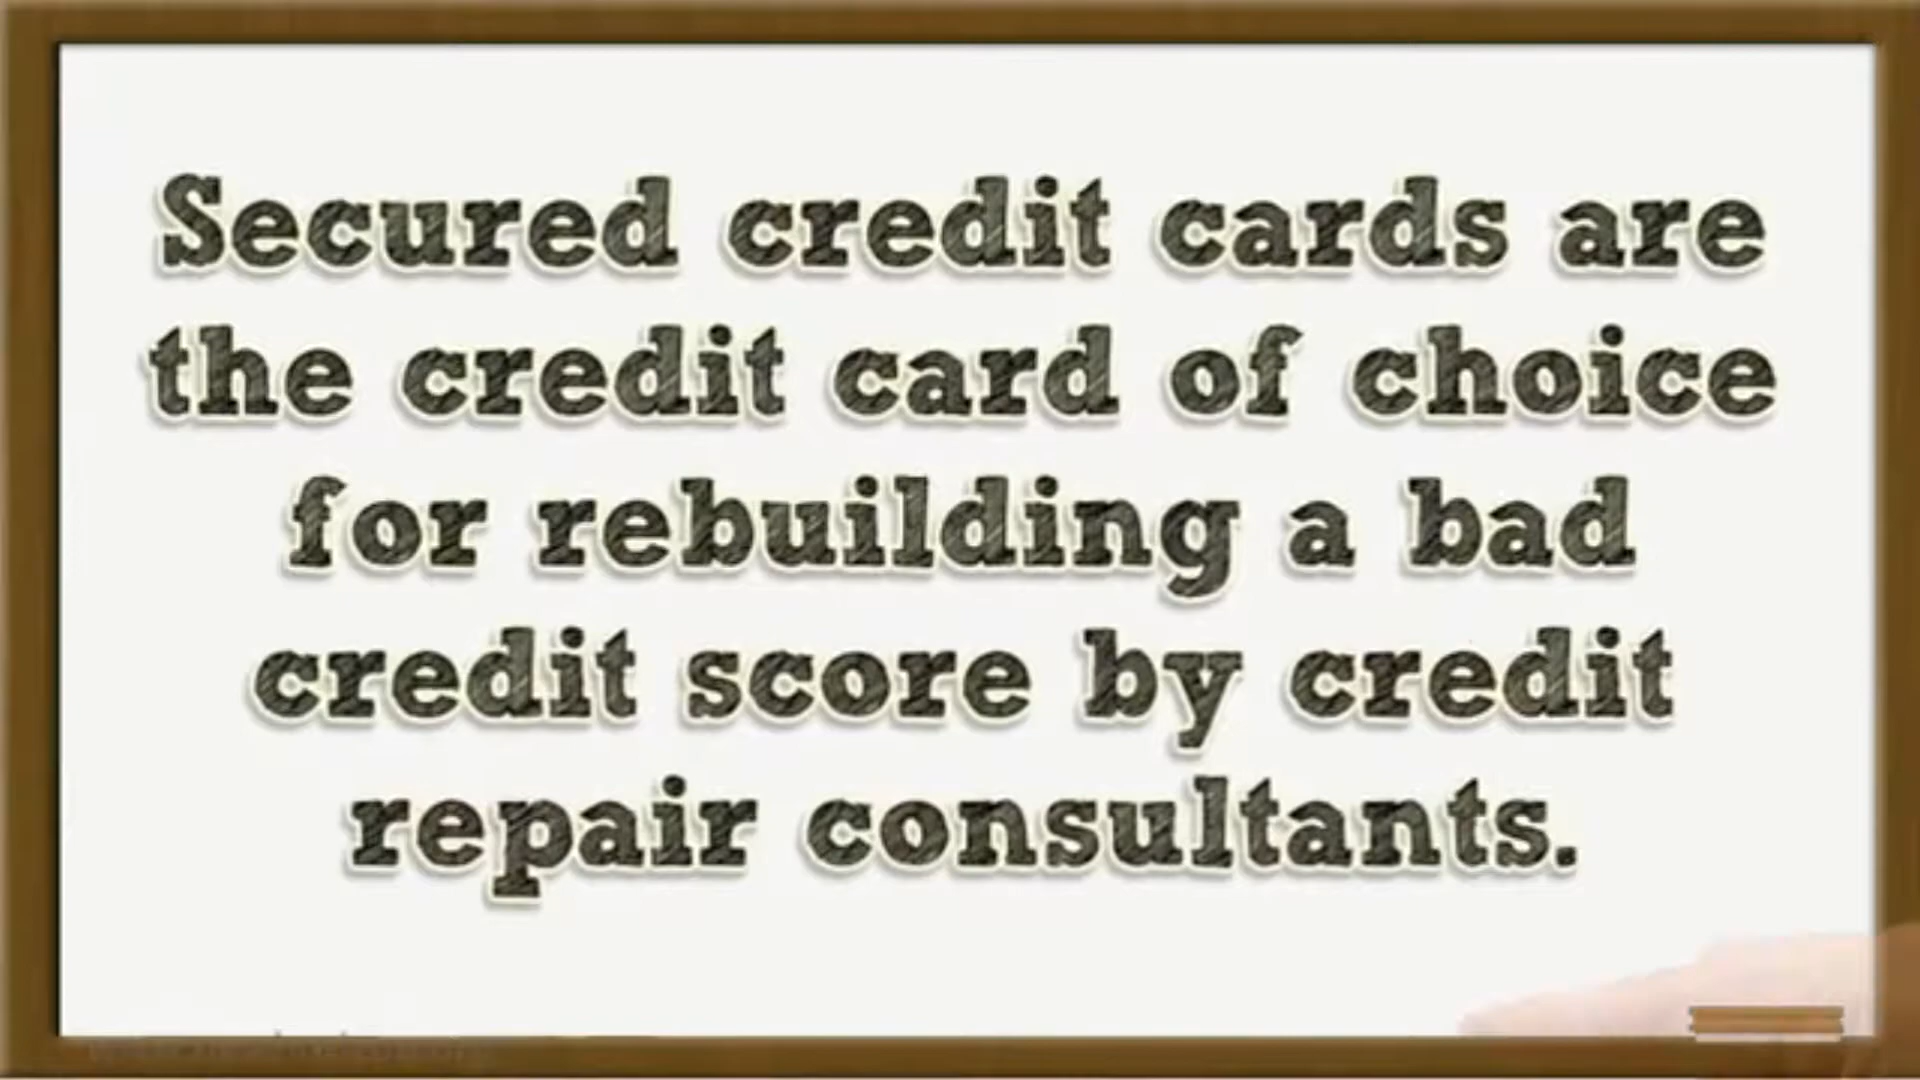 Secured credit cards are
the credit card of choice
for rebuilding a bad
credit score by credit
repair consultants.